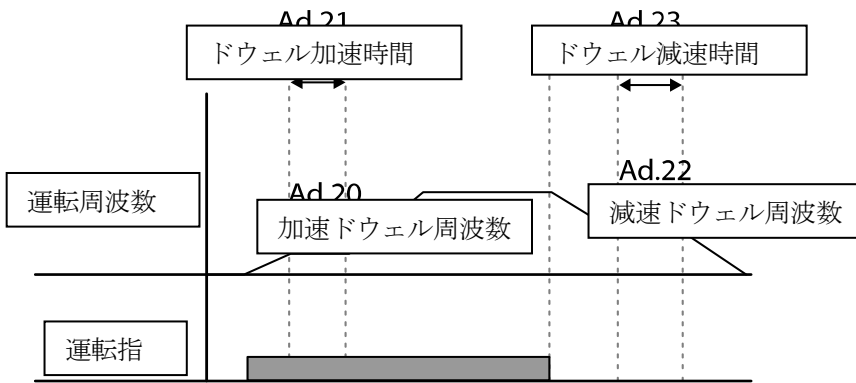 Ad.21
ドウェル加速時間
Ad.23
ドウェル減速時間
運転周波数
Ad.20
加速ドウェル周波数
Ad.22
減速ドウェル周波数
運転指